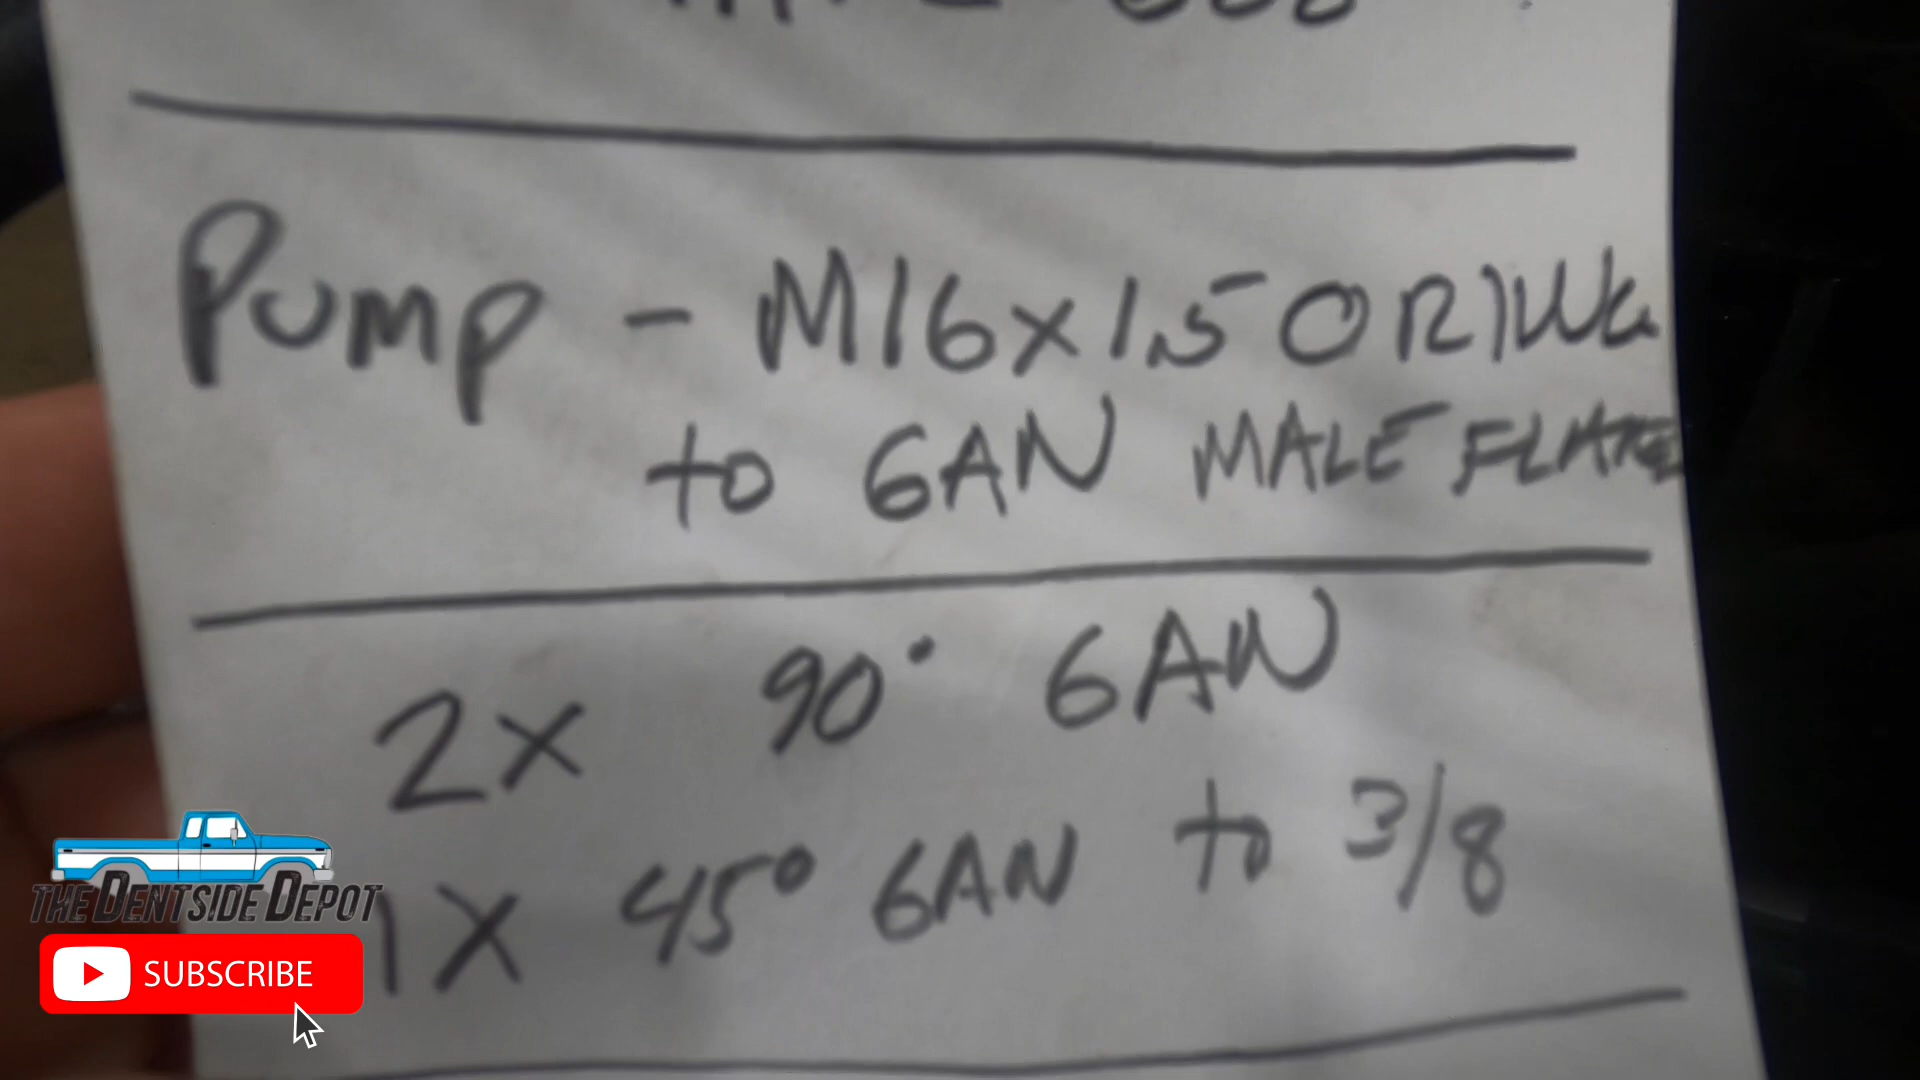 Pump - M16x1.5 ORING
to 6AN MALE FLARE
2x 90° 6AN
1x 45° 6AN to 3/8
THE DENTSIDE DEPOT
SUBSCRIBE